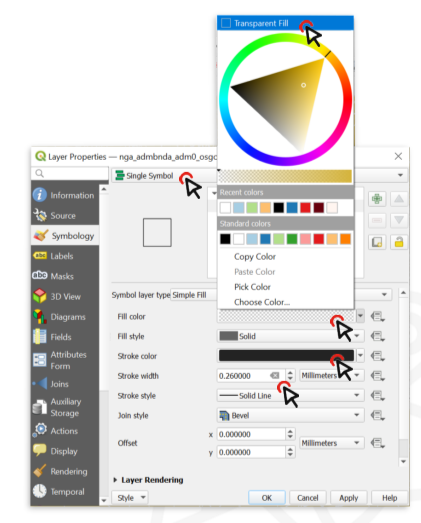 Transparent Fill
Layer Properties — nga_admbnda_adm0_osgo
Single Symbol
Information
Source
Symbology
Labels
Masks
3D View
Diagrams
Fields
Attributes
Form
Joins
Auxiliary
Storage
Actions
Display
Rendering
Temporal
Recent colors
Standard colors
Copy Color
Paste Color
Pick Color
Choose Color...
Symbol layer type Simple Fill
Fill color
Fill style Solid
Stroke color
Stroke width 0.260000 Millimeters
Stroke style Solid Line
Join style Bevel
Offset x 0.000000 Millimeters
y 0.000000
Layer Rendering
Style OK Cancel Apply Help